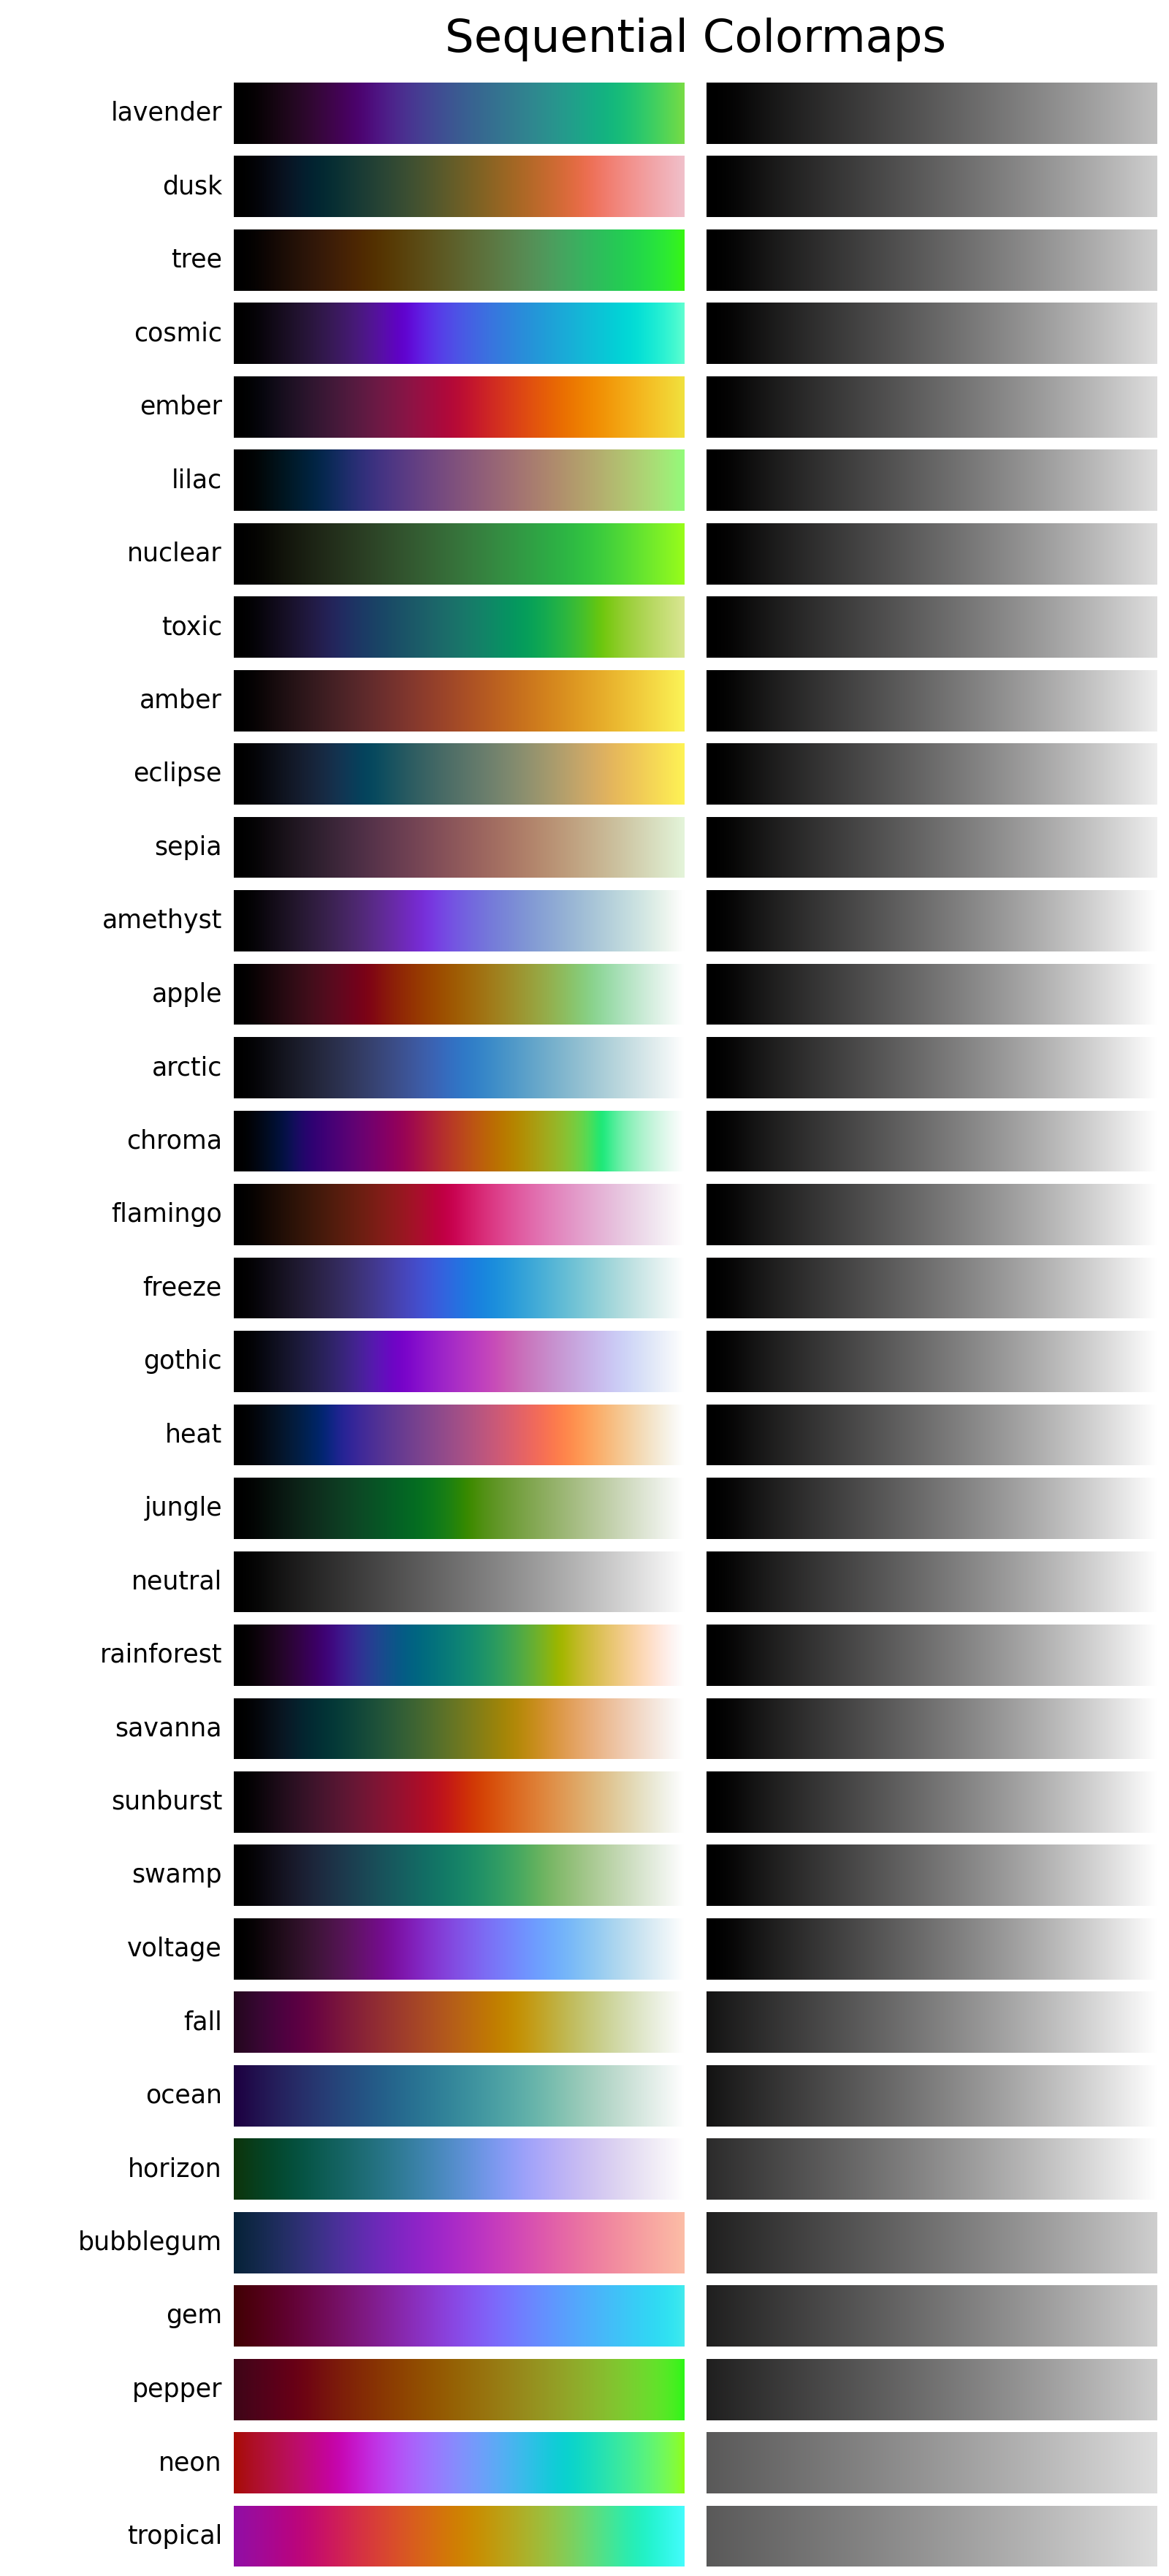 Sequential Colormaps
lavender
dusk
tree
cosmic
ember
lilac
nuclear
toxic
amber
eclipse
sepia
amethyst
apple
arctic
chroma
flamingo
freeze
gothic
heat
jungle
neutral
rainforest
savanna
sunburst
swamp
voltage
fall
ocean
horizon
bubblegum
gem
pepper
neon
tropical